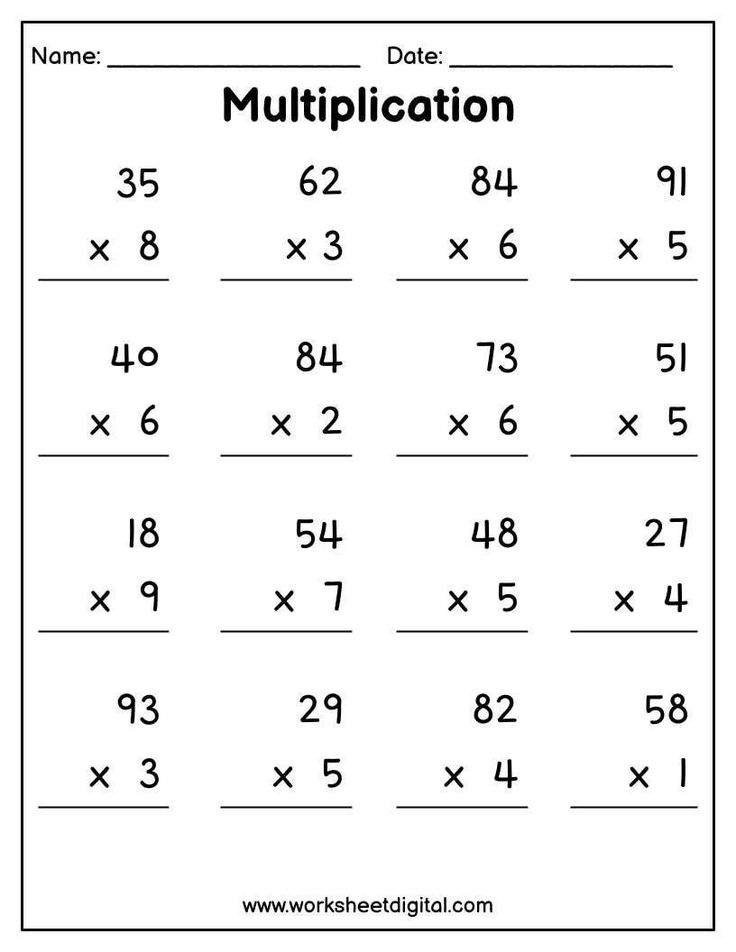 Name: ____________________ Date: __________________
Multiplication
35 62 84 91
x 8 x 3 x 6 x 5
40 84 73 51
x 6 x 2 x 6 x 5
18 54 48 27
x 9 x 7 x 5 x 4
93 29 82 58
x 3 x 5 x 4 x 1
www.worksheetdigital.com